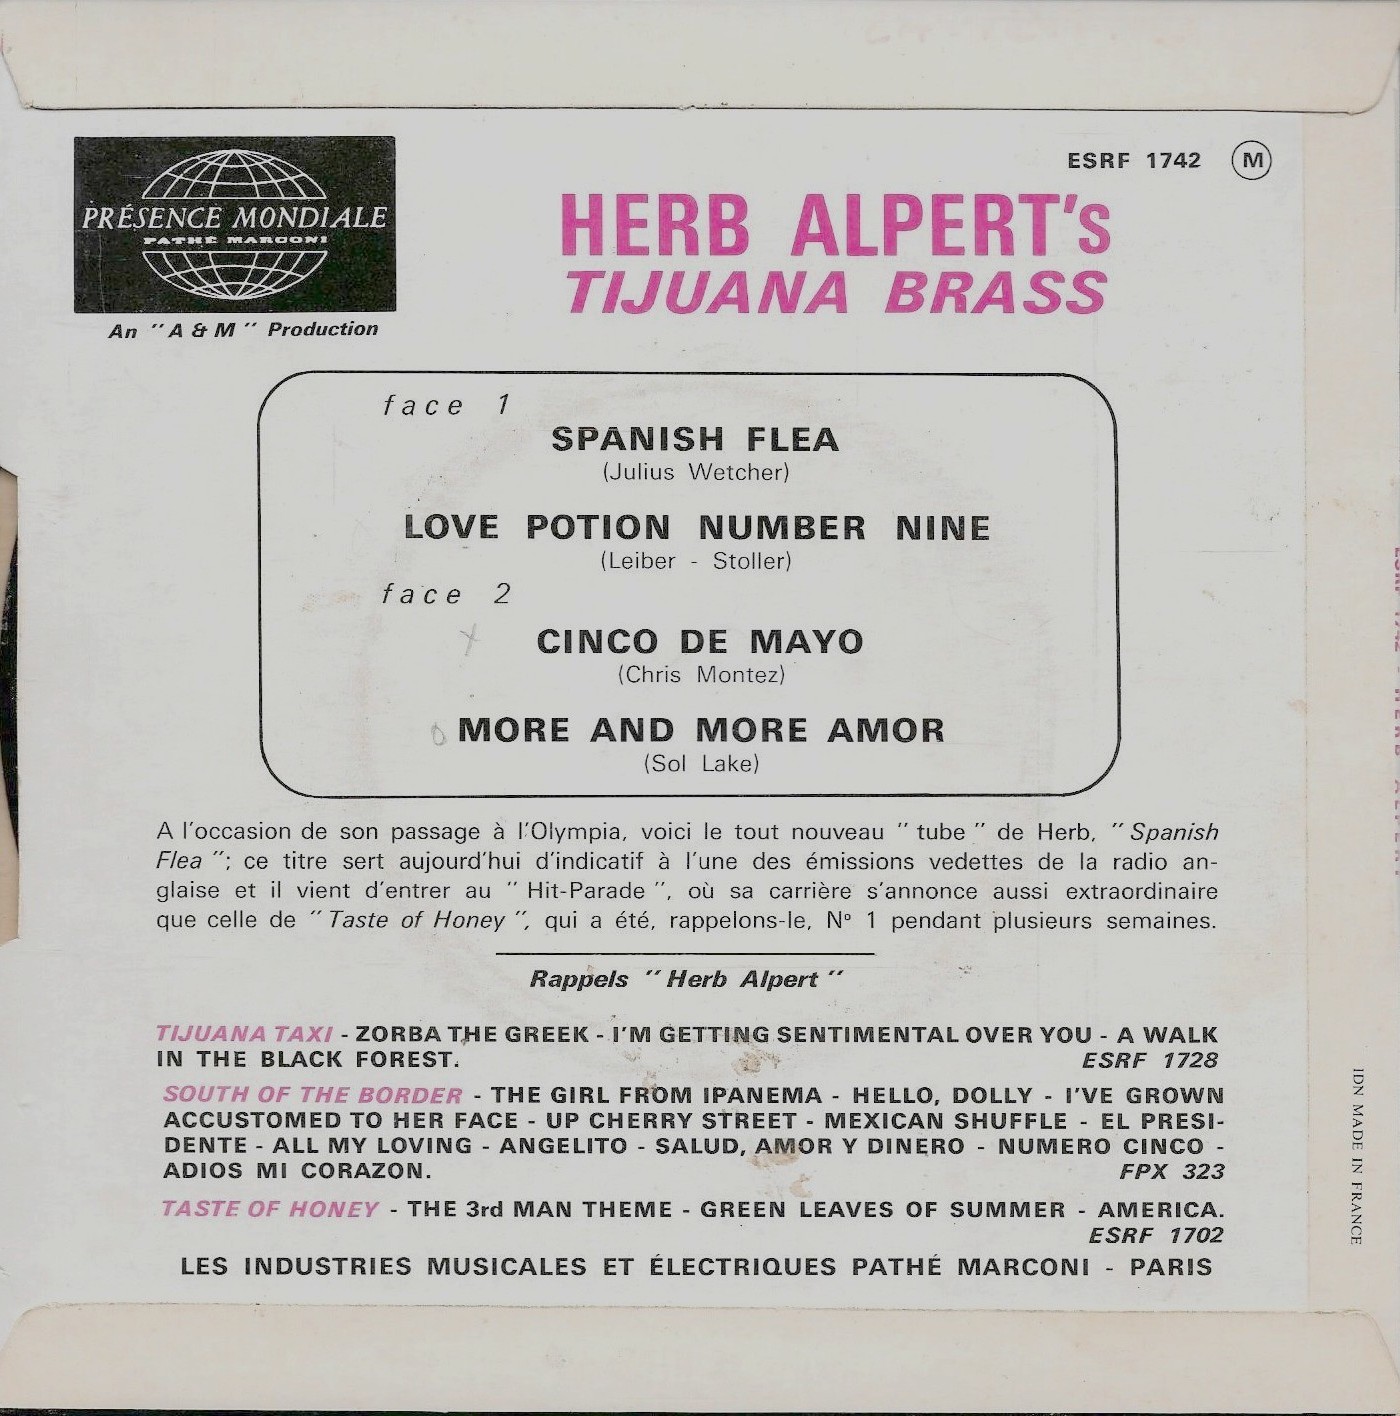 ESRF 1742 M
PRÉSENCE MONDIALE
PATHE MARCONI
An "A & M" Production
HERB ALPERT's
TIJUANA BRASS
face 1
SPANISH FLEA
(Julius Wetcher)
LOVE POTION NUMBER NINE
(Leiber - Stoller)
face 2
CINCO DE MAYO
(Chris Montez)
MORE AND MORE AMOR
(Sol Lake)
A l'occasion de son passage à l'Olympia, voici le tout nouveau "tube" de Herb, "Spanish
Flea"; ce titre sert aujourd'hui d'indicatif à l'une des émissions vedettes de la radio an-
glaise et il vient d'entrer au "Hit-Parade", où sa carrière s'annonce aussi extraordinaire
que celle de "Taste of Honey", qui a été, rappelons-le, Nº 1 pendant plusieurs semaines.
Rappels "Herb Alpert"
TIJUANA TAXI - ZORBA THE GREEK - I'M GETTING SENTIMENTAL OVER YOU - A WALK
IN THE BLACK FOREST. ESRF 1728
SOUTH OF THE BORDER - THE GIRL FROM IPANEMA - HELLO, DOLLY - I'VE GROWN
ACCUSTOMED TO HER FACE - UP CHERRY STREET - MEXICAN SHUFFLE - EL PRESI-
DENTE - ALL MY LOVING - ANGELITO - SALUD, AMOR Y DINERO - NUMERO CINCO -
ADIOS MI CORAZON. FPX 323
TASTE OF HONEY - THE 3rd MAN THEME - GREEN LEAVES OF SUMMER - AMERICA.
ESRF 1702
LES INDUSTRIES MUSICALES ET ÉLECTRIQUES PATHÉ MARCONI - PARIS
IDN MADE IN FRANCE